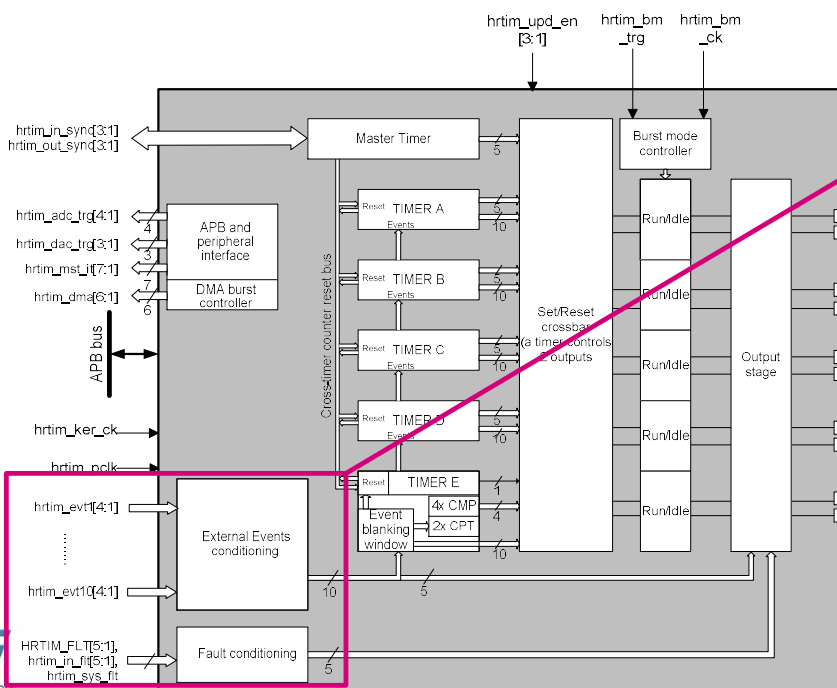 hrtim_upd_en
[3:1]
hrtim_bm
_trg
hrtim_bm
_ck
hrtim_in_sync[3:1]
hrtim_out_sync[3:1]
Master Timer
5
Burst mode
controller
hrtim_adc_trg[4:1]
4
hrtim_dac_trg[3:1]
3
hrtim_mst_it[7:1]
7
hrtim_dma[6:1]
6
APB and
peripheral
interface
DMA burst
controller
APB bus
hrtim_ker_ck
hrtim_pclk
Cross-timer counter reset bus
Reset
TIMER A
Events
5
10
Reset
TIMER B
Events
5
10
Reset
TIMER C
Events
5
10
Reset
TIMER D
Events
5
10
Reset
TIMER E
1
4x CMP
4
2x CPT
Event
blanking
window
10
Set/Reset
crossbar
(a timer controls
2 outputs
Run/Idle
Run/Idle
Run/Idle
Run/Idle
Run/Idle
Output
stage
hrtim_evt1[4:1]
hrtim_evt10[4:1]
External Events
conditioning
10
5
HRTIM_FLT[5:1],
hrtim_in_flt[5:1],
hrtim_sys_flt
Fault conditioning
5